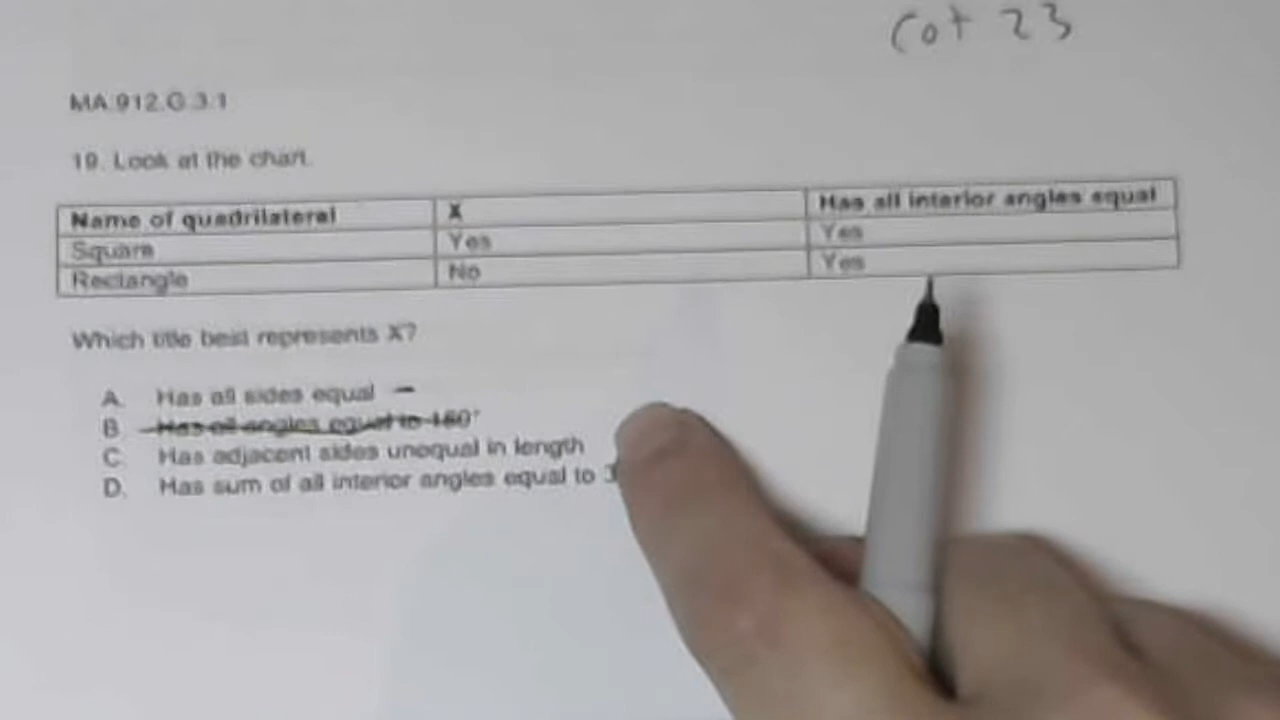 Cot 23
MA.912.G.3.1
19. Look at the chart.
Name of quadrilateral X Has all interior angles equal
Square Yes Yes
Rectangle No Yes
Which title best represents X?
A. Has all sides equal –
B. Has all angles equal to 180°
C. Has adjacent sides unequal in length
D. Has sum of all interior angles equal to